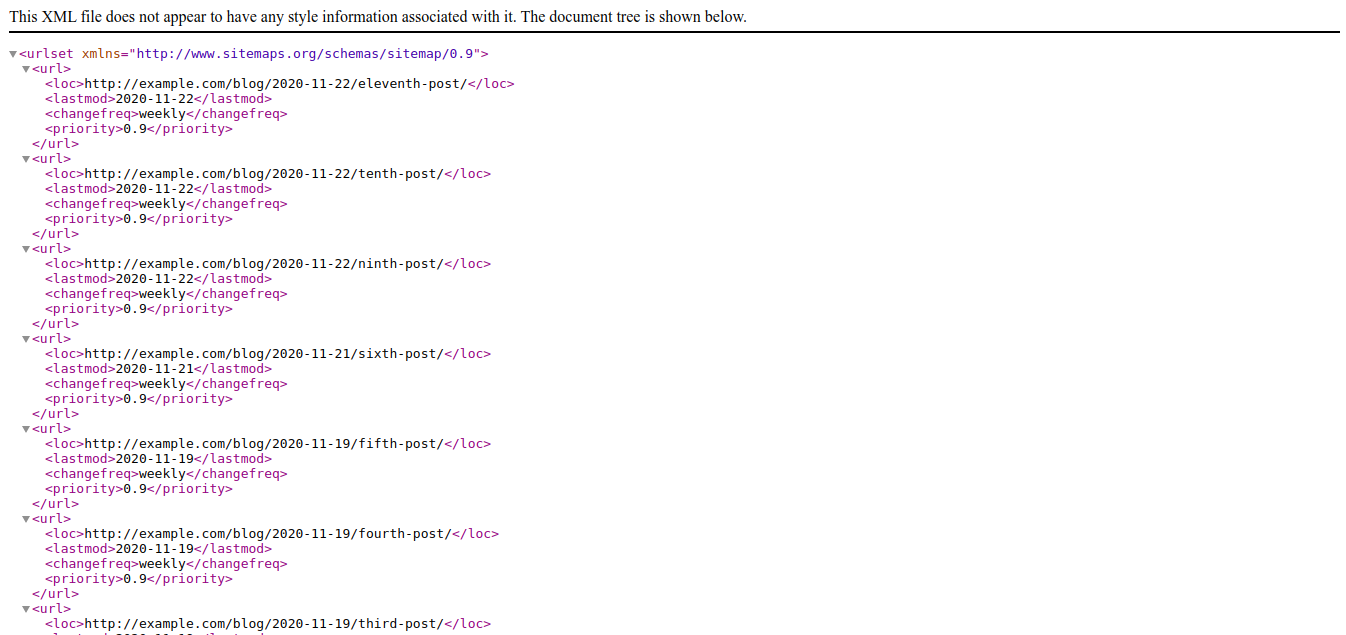 This XML file does not appear to have any style information associated with it. The document tree is shown below.
▼<urlset xmlns="http://www.sitemaps.org/schemas/sitemap/0.9">
▼<url>
<loc>http://example.com/blog/2020-11-22/eleventh-post/</loc>
<lastmod>2020-11-22</lastmod>
<changefreq>weekly</changefreq>
<priority>0.9</priority>
</url>
▼<url>
<loc>http://example.com/blog/2020-11-22/tenth-post/</loc>
<lastmod>2020-11-22</lastmod>
<changefreq>weekly</changefreq>
<priority>0.9</priority>
</url>
▼<url>
<loc>http://example.com/blog/2020-11-22/ninth-post/</loc>
<lastmod>2020-11-22</lastmod>
<changefreq>weekly</changefreq>
<priority>0.9</priority>
</url>
▼<url>
<loc>http://example.com/blog/2020-11-21/sixth-post/</loc>
<lastmod>2020-11-21</lastmod>
<changefreq>weekly</changefreq>
<priority>0.9</priority>
</url>
▼<url>
<loc>http://example.com/blog/2020-11-19/fifth-post/</loc>
<lastmod>2020-11-19</lastmod>
<changefreq>weekly</changefreq>
<priority>0.9</priority>
</url>
▼<url>
<loc>http://example.com/blog/2020-11-19/fourth-post/</loc>
<lastmod>2020-11-19</lastmod>
<changefreq>weekly</changefreq>
<priority>0.9</priority>
</url>
▼<url>
<loc>http://example.com/blog/2020-11-19/third-post/</loc>